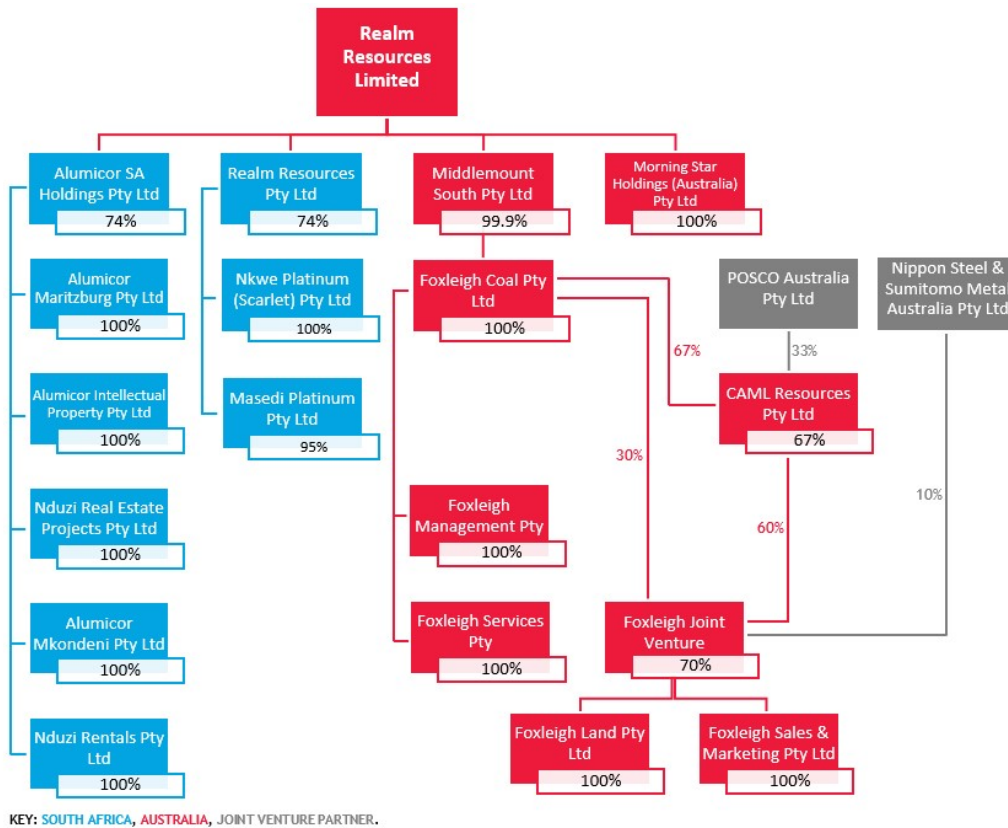 Realm
Resources
Limited
Alumicor SA
Holdings Pty Ltd
74%
Realm Resources
Pty Ltd
74%
Middlemount
South Pty Ltd
99.9%
Morning Star
Holdings (Australia)
Pty Ltd
100%
Alumicor
Maritzburg Pty Ltd
100%
Nkwe Platinum
(Scarlet) Pty Ltd
100%
Foxleigh Coal Pty
Ltd
100%
POSCO Australia
Pty Ltd
Nippon Steel &
Sumitomo Metal
Australia Pty Ltd
67%
33%
Alumicor Intellectual
Property Pty Ltd
100%
Masedi Platinum
Pty Ltd
95%
CAML Resources
Pty Ltd
67%
30%
10%
60%
Nduzi Real Estate
Projects Pty Ltd
100%
Foxleigh
Management Pty
100%
Alumicor
Mkondeni Pty Ltd
100%
Foxleigh Services
Pty
100%
Foxleigh Joint
Venture
70%
Nduzi Rentals Pty
Ltd
100%
Foxleigh Land Pty
Ltd
100%
Foxleigh Sales &
Marketing Pty Ltd
100%
KEY: SOUTH AFRICA, AUSTRALIA, JOINT VENTURE PARTNER.